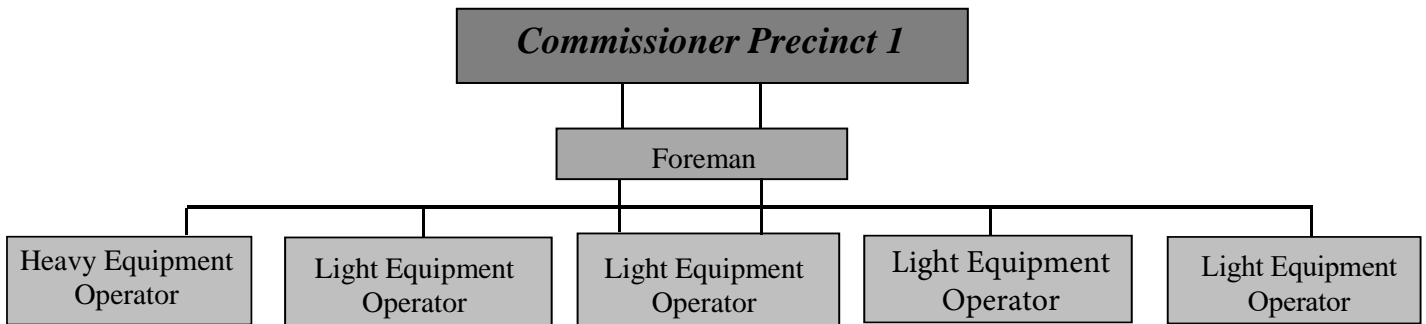 Commissioner Precinct 1
Foreman
Heavy Equipment
Operator
Light Equipment
Operator
Light Equipment
Operator
Light Equipment
Operator
Light Equipment
Operator